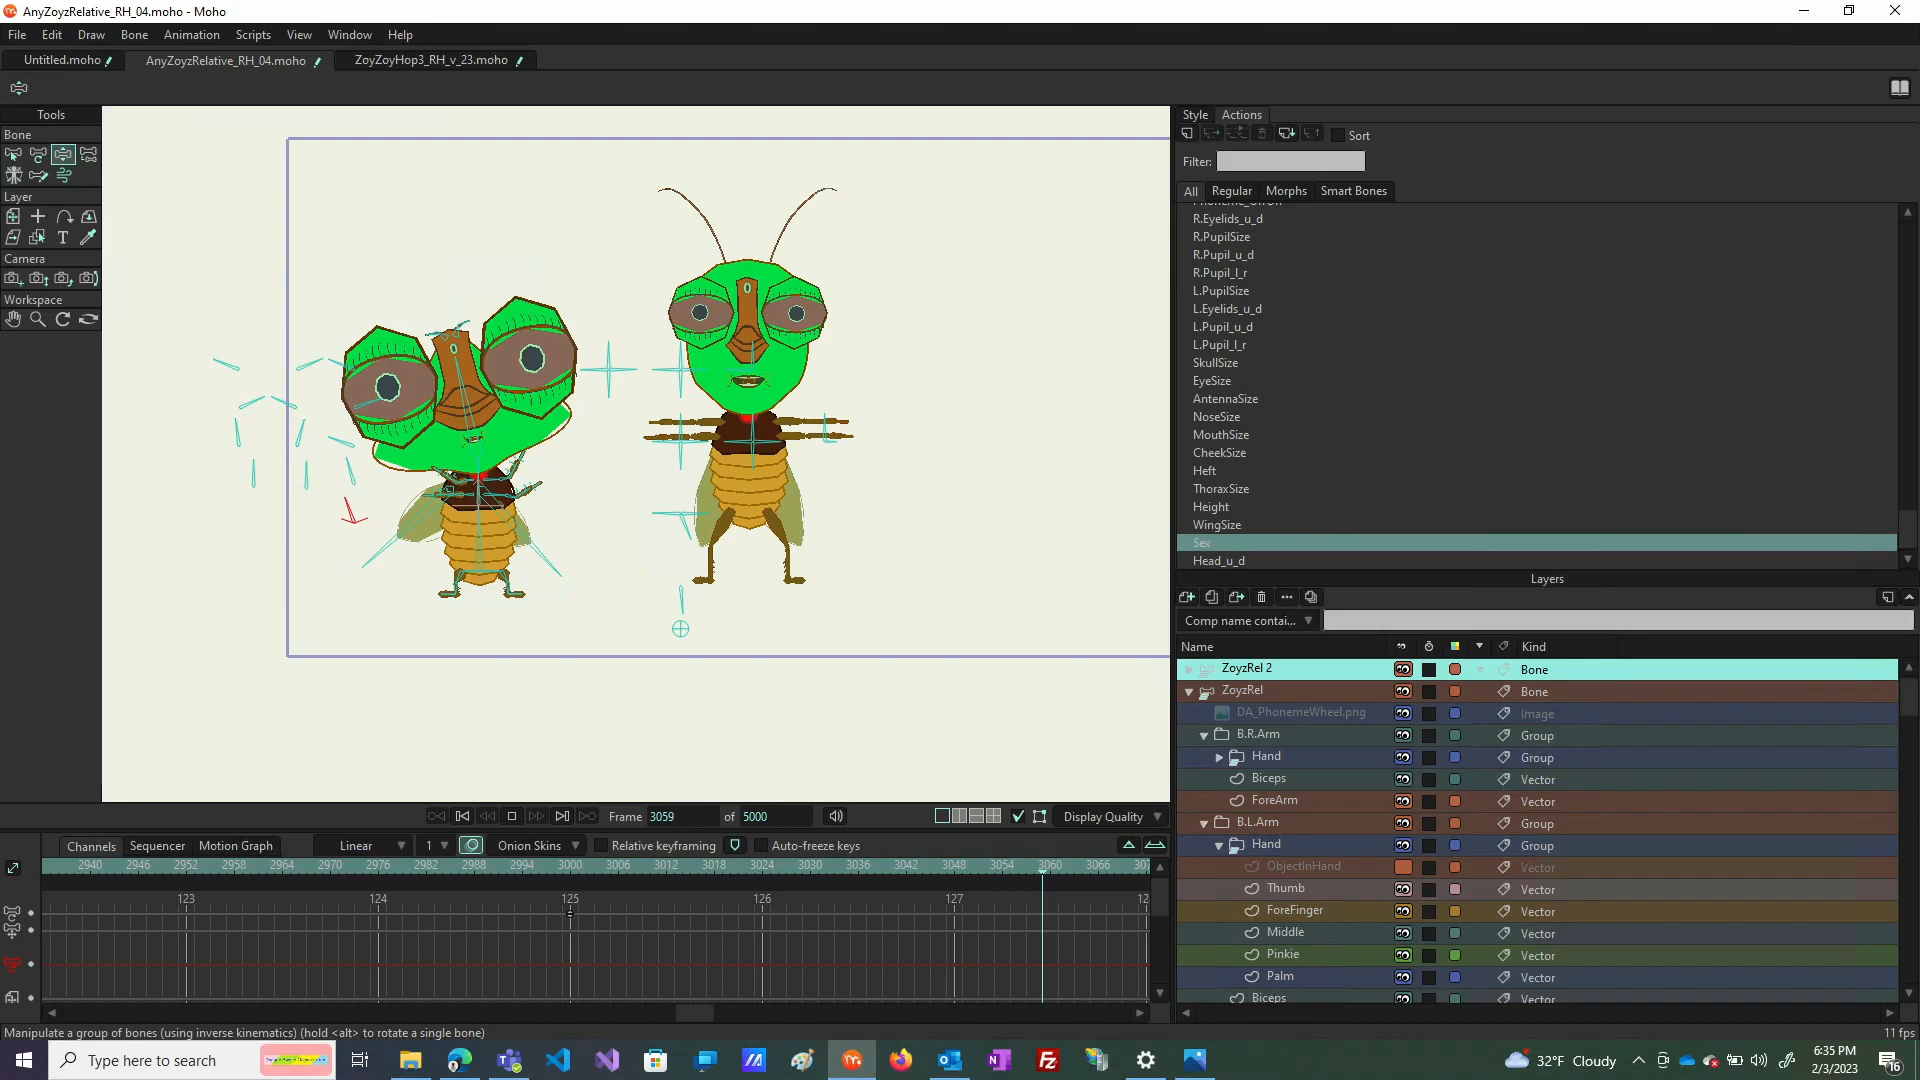 AnyZoyzRelative_RH_04.moho - Moho
File Edit Draw Bone Animation Scripts View Window Help
Untitled.moho AnyZoyzRelative_RH_04.moho ZoyZoyHop3_RH_v_23.moho
Tools
Bone
Layer
Camera
Workspace
Style Actions
Sort
Filter:
All Regular Morphs Smart Bones
R.Eyelids_u_d
R.PupilSize
R.Pupil_u_d
R.Pupil_l_r
L.PupilSize
L.Eyelids_u_d
L.Pupil_u_d
L.Pupil_l_r
SkullSize
EyeSize
AntennaSize
NoseSize
MouthSize
CheekSize
Heft
ThoraxSize
Height
WingSize
Sex
Head_u_d
Layers
Comp name contai...
Name Kind
ZoyzRel 2 Bone
ZoyzRel Bone
DA_PhonemeWheel.png Image
B.R.Arm Group
Hand Group
Biceps Vector
ForeArm Vector
B.L.Arm Group
Hand Group
ObjectInHand Vector
Thumb Vector
ForeFinger Vector
Middle Vector
Pinkie Vector
Palm Vector
Biceps Vector
Frame 3059 of 5000 Display Quality
Channels Sequencer Motion Graph Linear 1 Onion Skins Relative keyframing Auto-freeze keys
2940 2946 2952 2958 2964 2970 2976 2982 2988 2994 3000 3006 3012 3018 3024 3030 3036 3042 3048 3054 3060 3066
123 124 125 126 127
Manipulate a group of bones (using inverse kinematics) (hold <alt> to rotate a single bone) 11 fps
Type here to search
32°F Cloudy
6:35 PM
2/3/2023
16